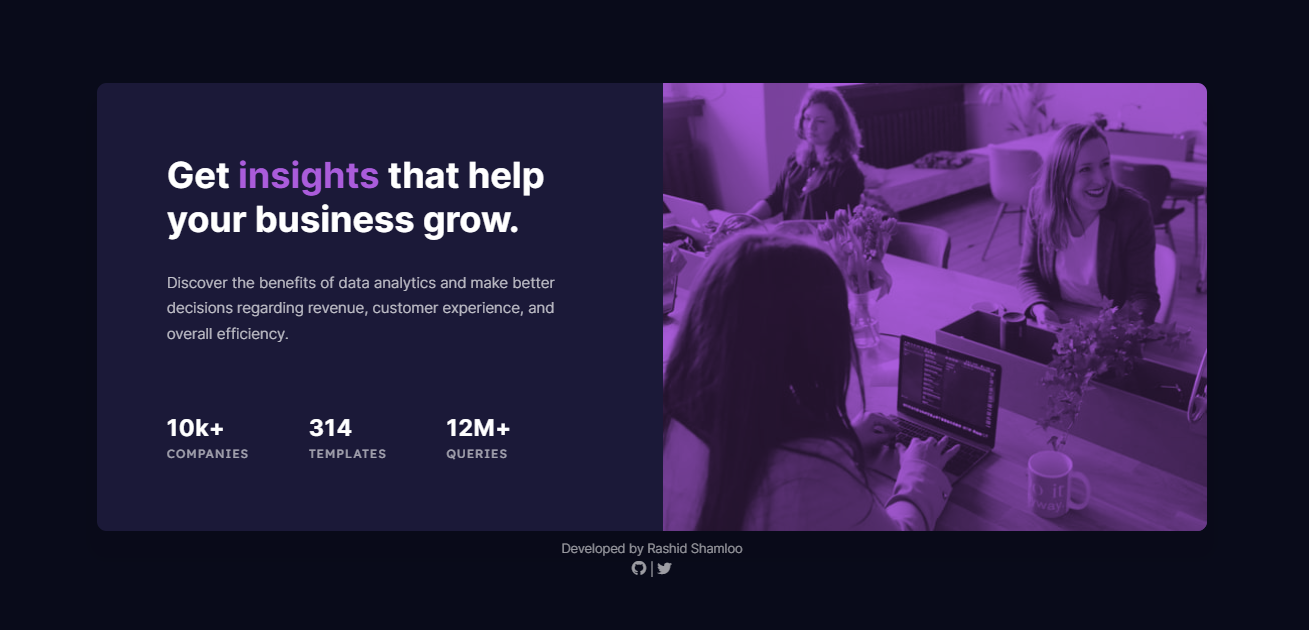 Get insights that help
your business grow.
Discover the benefits of data analytics and make better
decisions regarding revenue, customer experience, and
overall efficiency.
10k+ 314 12M+
COMPANIES TEMPLATES QUERIES
Developed by Rashid Shamloo